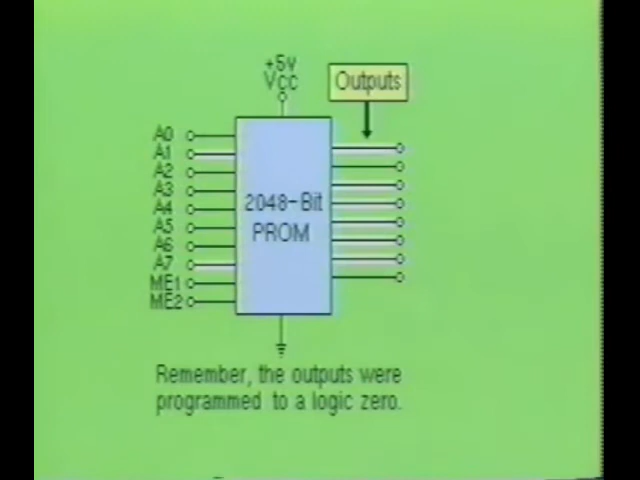 +5V
VCC
Outputs
A0
A1
A2
A3
A4
A5
A6
A7
ME1
ME2
2048-Bit
PROM
Remember, the outputs were
programmed to a logic zero.